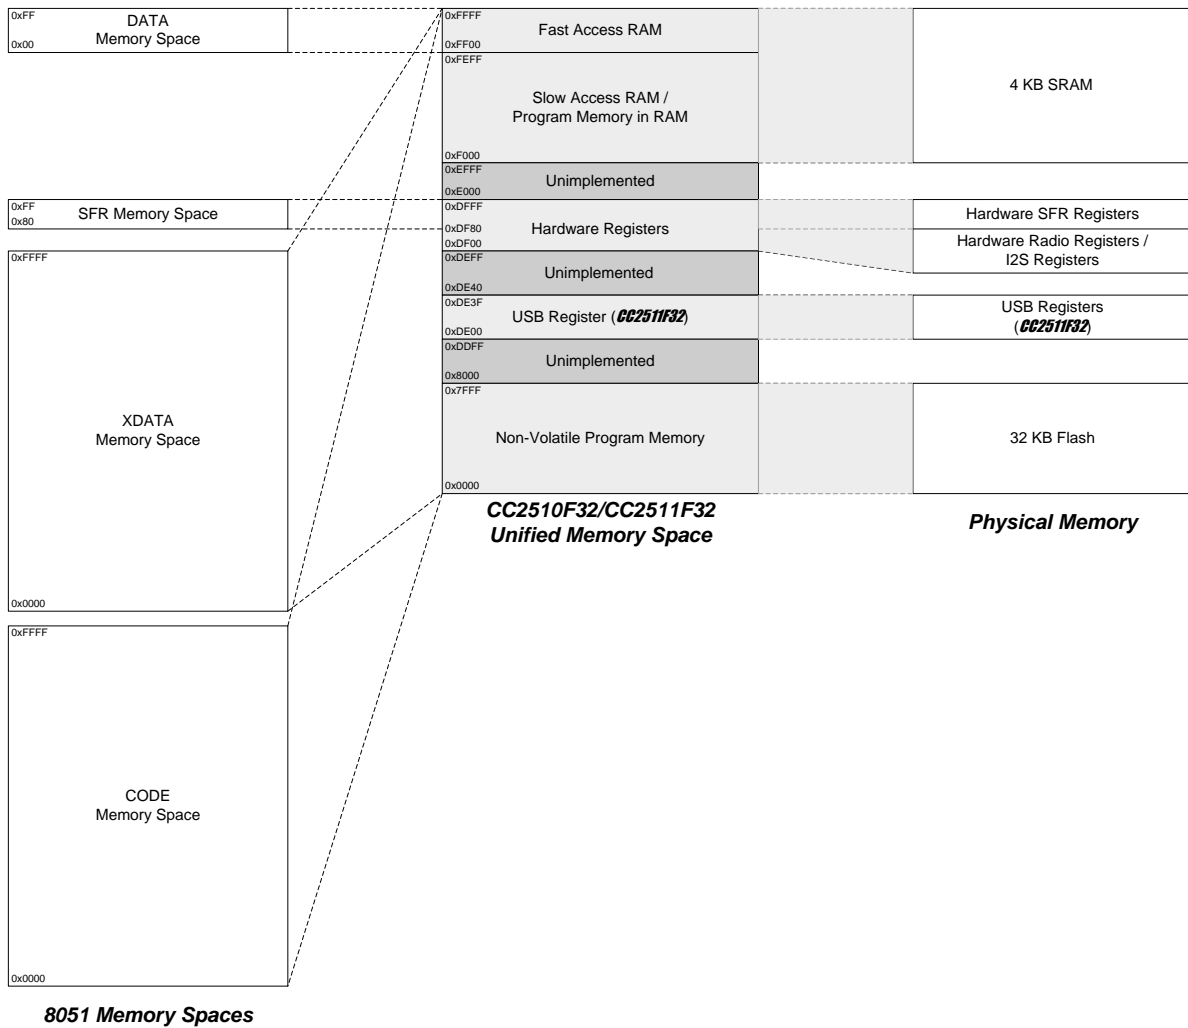 0xFF
DATA
Memory Space
0x00
0xFF
SFR Memory Space
0x80
0xFFFF
XDATA
Memory Space
0x0000
0xFFFF
CODE
Memory Space
0x0000
8051 Memory Spaces
0xFFFF
Fast Access RAM
0xFF00
0xFEFF
Slow Access RAM /
Program Memory in RAM
0xF000
0xEFFF
Unimplemented
0xE000
0xDFFF
Hardware Registers
0xDF80
0xDF00
0xDEFF
Unimplemented
0xDE40
0xDE3F
USB Register (CC2511F32)
0xDE00
0xDDFF
Unimplemented
0x8000
0x7FFF
Non-Volatile Program Memory
0x0000
CC2510F32/CC2511F32
Unified Memory Space
4 KB SRAM
Hardware SFR Registers
Hardware Radio Registers /
I2S Registers
USB Registers
(CC2511F32)
32 KB Flash
Physical Memory